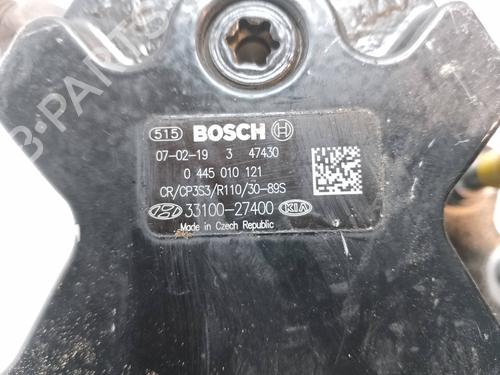 515 BOSCH
07-02-19 3 47430
0 445 010 121
CR/CP3S3/R110/30-89S
33100-27400 KIA
Made in Czech Republic
B-PARTS